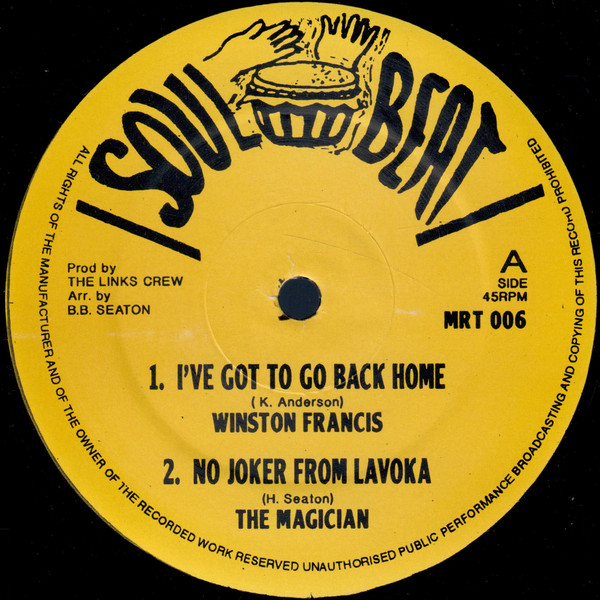 SOUL BEAT
Prod by
THE LINKS CREW
Arr. by
B.B. SEATON
A
SIDE
45RPM
MRT 006
1. I'VE GOT TO GO BACK HOME
( K. Anderson)
WINSTON FRANCIS
2. NO JOKER FROM LAVOKA
(H. Seaton)
THE MAGICIAN
ALL RIGHTS OF THE MANUFACTURER AND OF THE OWNER OF THE RECORDED WORK RESERVED UNAUTHORISED PUBLIC PERFORMANCE BROADCASTING AND COPYING OF THIS RECORD PROHIBITED